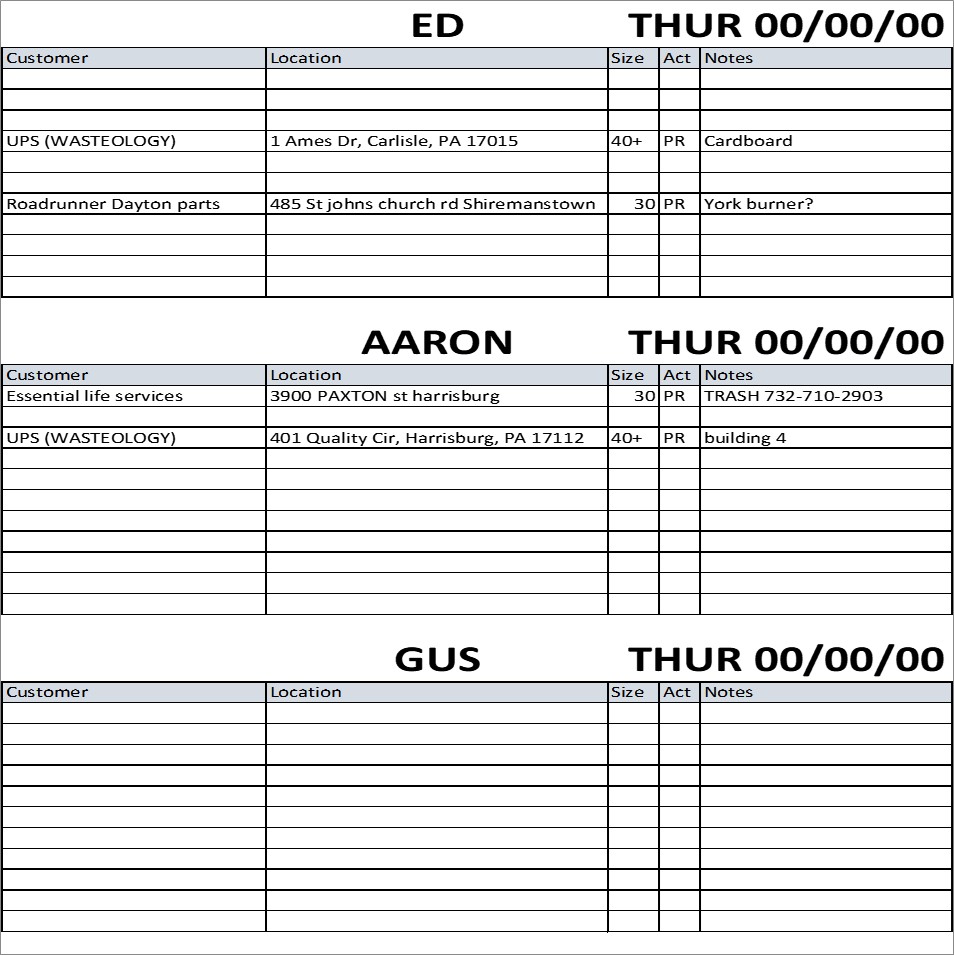 ED THUR 00/00/00
Customer Location Size Act Notes
UPS (WASTEOLOGY) 1 Ames Dr, Carlisle, PA 17015 40+ PR Cardboard
Roadrunner Dayton parts 485 St johns church rd Shiremanstown 30 PR York burner?
AARON THUR 00/00/00
Customer Location Size Act Notes
Essential life services 3900 PAXTON st harrisburg 30 PR TRASH 732-710-2903
UPS (WASTEOLOGY) 401 Quality Cir, Harrisburg, PA 17112 40+ PR building 4
GUS THUR 00/00/00
Customer Location Size Act Notes